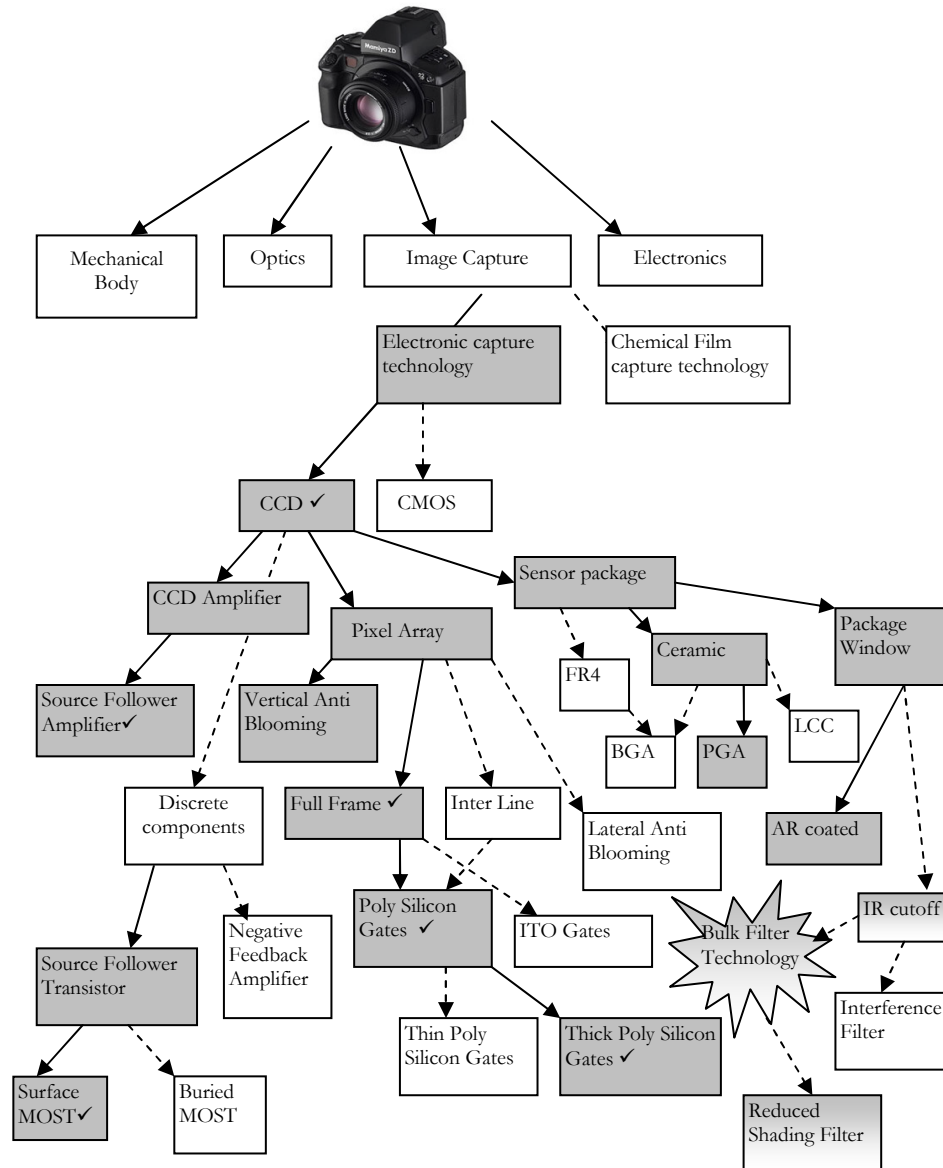 Mamiya ZD
Mechanical
Body
Optics
Image Capture
Electronics
Electronic capture
technology
Chemical Film
capture technology
CCD ✓
CMOS
CCD Amplifier
Pixel Array
Sensor package
Package
Window
Ceramic
FR4
Source Follower
Amplifier✓
Vertical Anti
Blooming
BGA
PGA
LCC
Discrete
components
Full Frame ✓
Inter Line
Lateral Anti
Blooming
AR coated
Poly Silicon
Gates ✓
ITO Gates
IR cutoff
Negative
Feedback
Amplifier
Bulk Filter
Technology
Source Follower
Transistor
Interference
Filter
Thin Poly
Silicon Gates
Thick Poly Silicon
Gates ✓
Surface
MOST✓
Buried
MOST
Reduced
Shading Filter